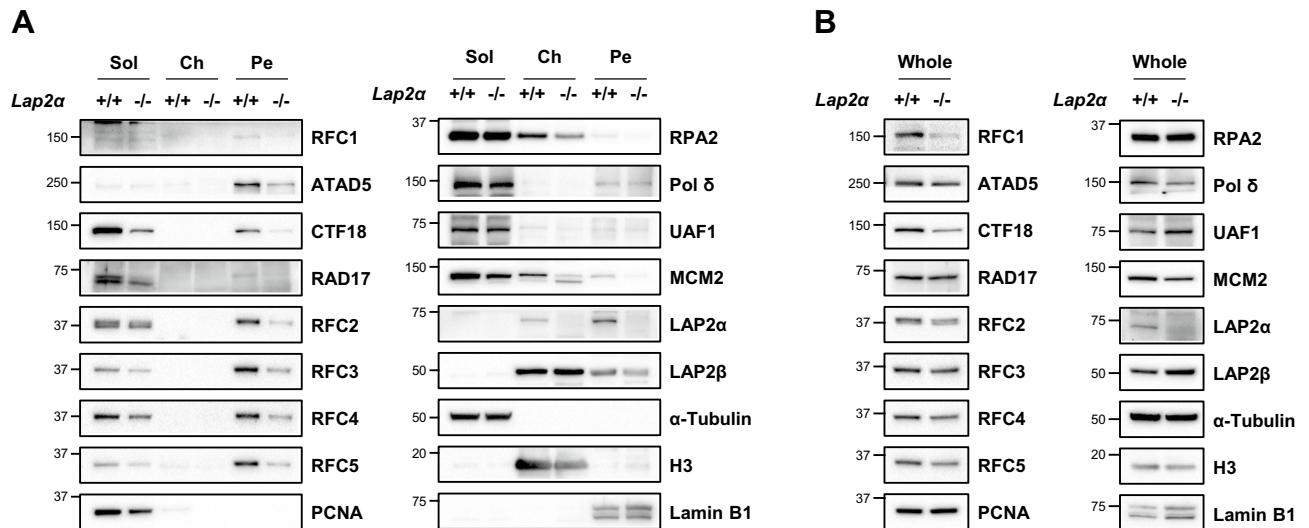 A
Sol Ch Pe
Lap2α +/+ -/- +/+ -/- +/+ -/-
150 RFC1
250 ATAD5
150 CTF18
75 RAD17
37 RFC2
37 RFC3
37 RFC4
37 RFC5
37 PCNA
Sol Ch Pe
Lap2α +/+ -/- +/+ -/- +/+ -/-
37 RPA2
150 Pol δ
75 UAF1
150 MCM2
75 LAP2α
50 LAP2β
50 α-Tubulin
20 H3
75 Lamin B1
B
Whole
Lap2α +/+ -/-
150 RFC1
250 ATAD5
150 CTF18
75 RAD17
37 RFC2
37 RFC3
37 RFC4
37 RFC5
37 PCNA
Whole
Lap2α +/+ -/-
37 RPA2
150 Pol δ
75 UAF1
150 MCM2
75 LAP2α
50 LAP2β
50 α-Tubulin
20 H3
75 Lamin B1